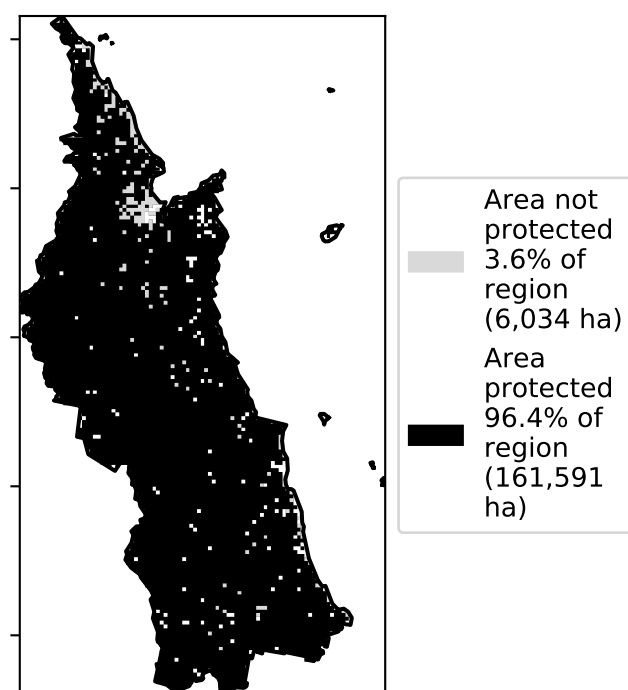 Area not
protected
3.6% of
region
(6,034 ha)
Area
protected
96.4% of
region
(161,591
ha)